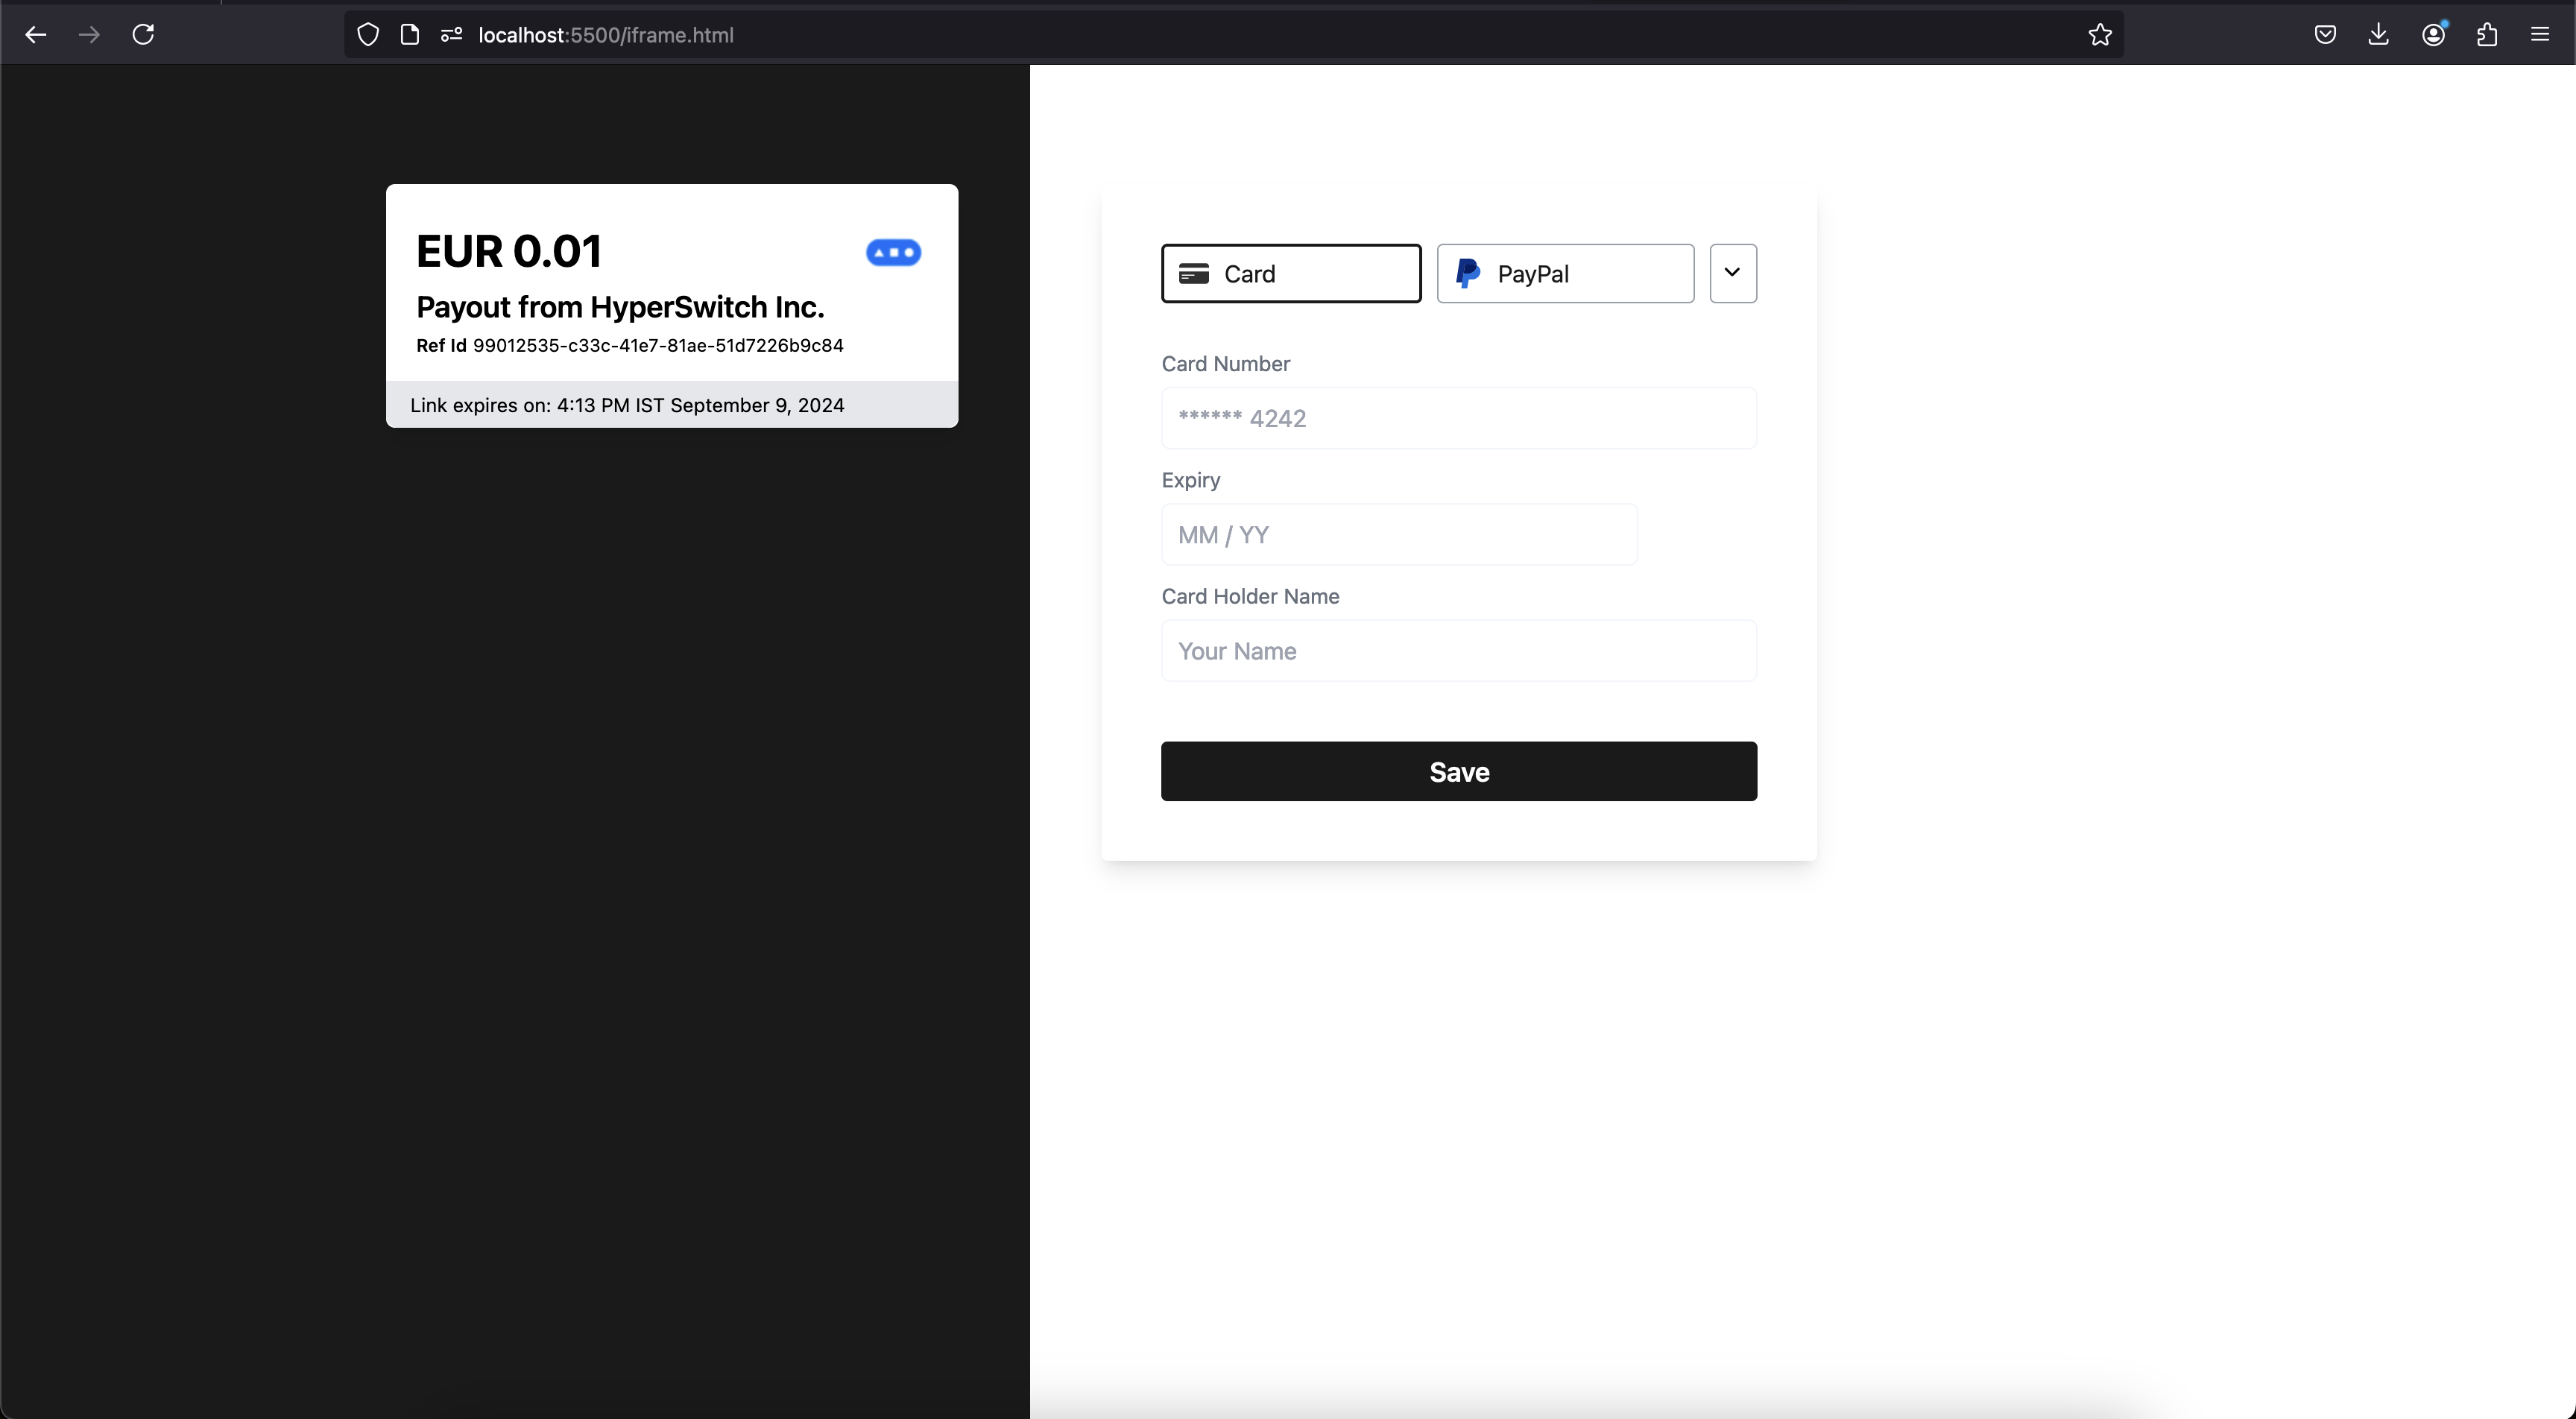 localhost:5500/iframe.html
EUR 0.01
Payout from HyperSwitch Inc.
Ref Id 99012535-c33c-41e7-81ae-51d7226b9c84
Link expires on: 4:13 PM IST September 9, 2024
Card
PayPal
Card Number
****** 4242
Expiry
MM / YY
Card Holder Name
Your Name
Save